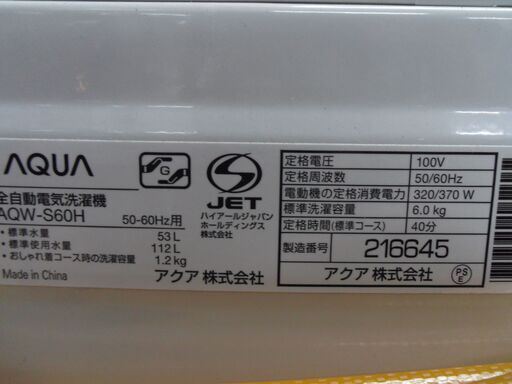 AQUA
全自動電気洗濯機
AQW-S60H
50-60Hz用
・標準水量 53L
・標準使用水量 112L
・おしゃれ着コース時の洗濯容量 1.2kg
Made in China
G
S
JET
ハイアールジャパン
ホールディングス
株式会社
アクア 株式会社
定格電圧 100V
定格周波数 50/60Hz
電動機の定格消費電力 320/370 W
標準洗濯容量 6.0 kg
定格時間(標準コース) 40分
製造番号 216645
アクア 株式会社
PS
E